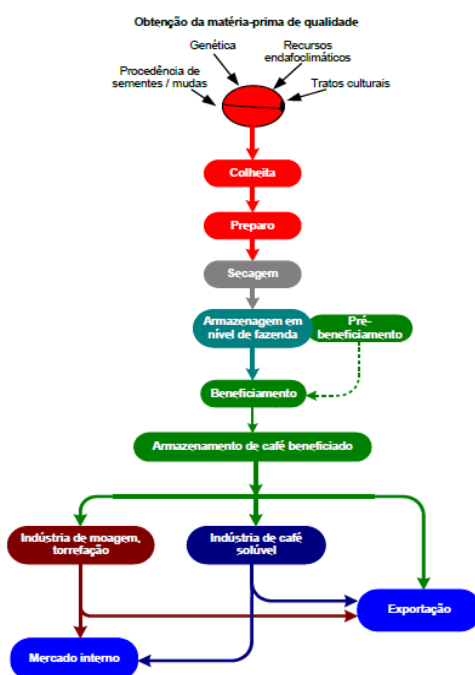 Obtenção da matéria-prima de qualidade
Genética
Recursos
endafoclimáticos
Procedência de
sementes / mudas
Tratos culturais
Colheita
Preparo
Secagem
Armazenagem em
nível de fazenda
Pré-
beneficiamento
Beneficiamento
Armazenamento de café beneficiado
Indústria de moagem,
torrefação
Indústria de café
solúvel
Exportação
Mercado interno